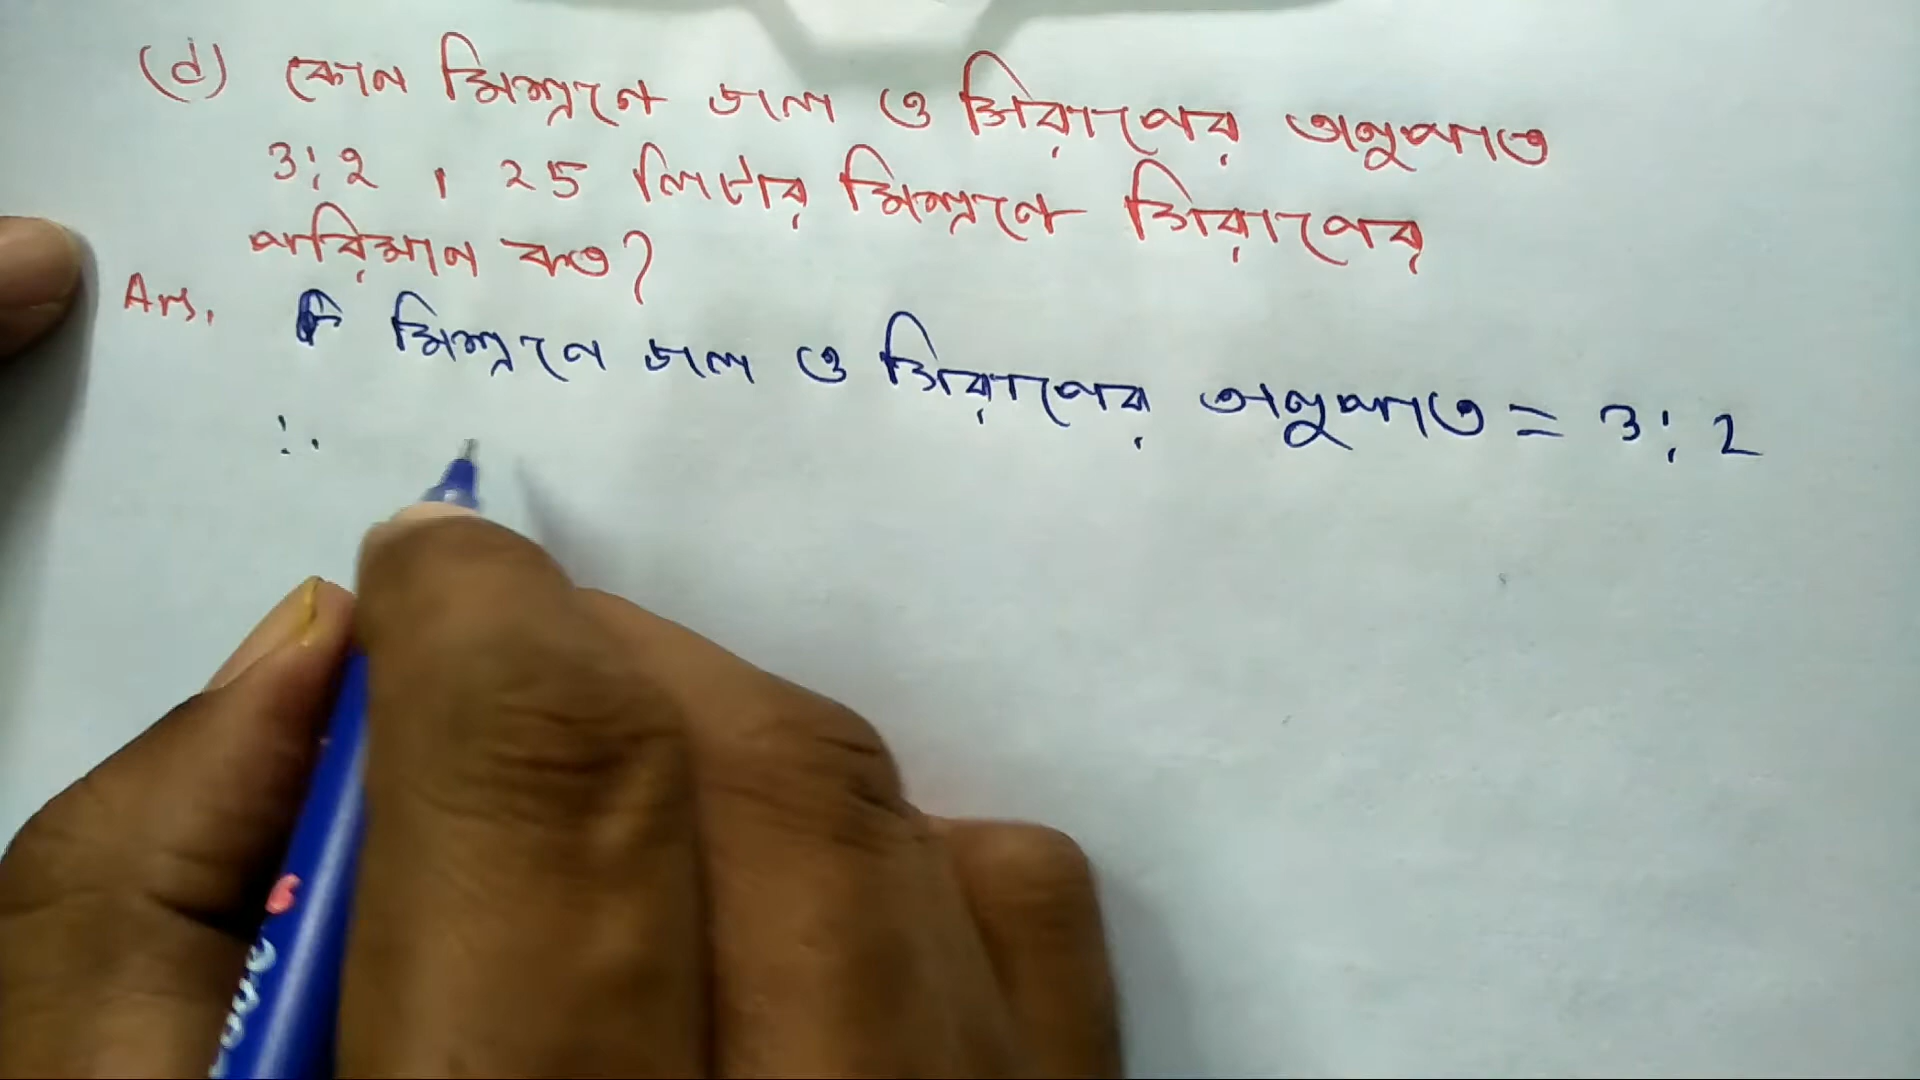 (d) কোন মিশ্রণে জল ও সিরাপের অনুপাত
3:2 । 25 লিটার মিশ্রণে সিরাপের
পরিমান কত?
Ans. মিশ্রণে জল ও সিরাপের অনুপাত = 3:2
∴